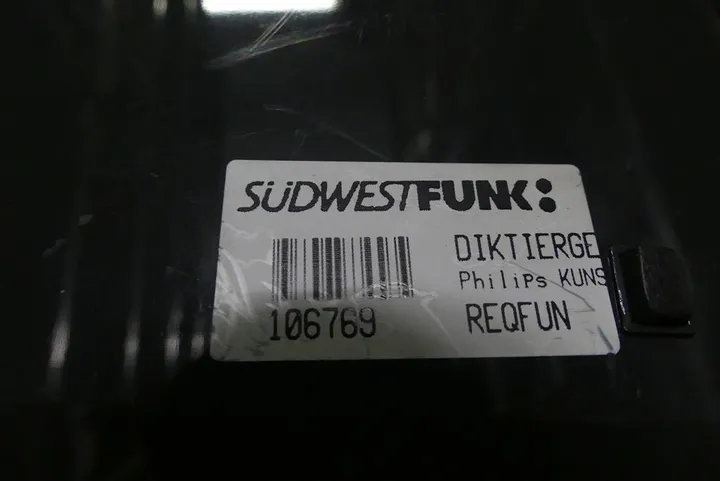 SÜDWESTFUNK:
DIKTIERGE
Philips KUNS
106769
REQFUN